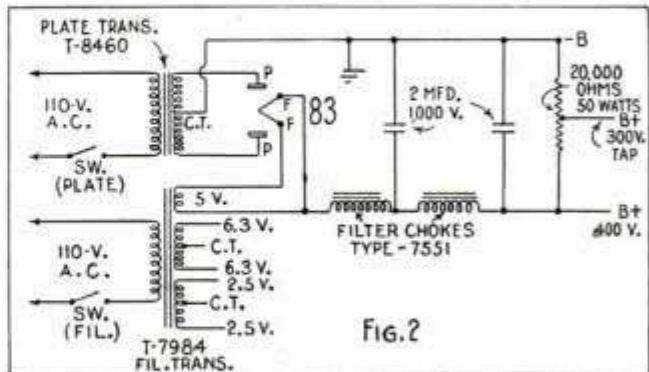 PLATE TRANS.
T-8460
110-V.
A.C.
SW.
(PLATE)
C.T.
P
F
F
P
83
2 MFD.
1,000 V.
-B
20,000
OHMS
50 WATTS
B+
300V.
TAP
5 V.
6.3 V.
C.T.
6.3 V.
2.5 V.
C.T.
2.5 V.
110-V.
A.C.
SW.
(FIL.)
T-7984
FIL. TRANS.
FILTER CHOKES
TYPE-7551
B+
400 V.
FIG. 2